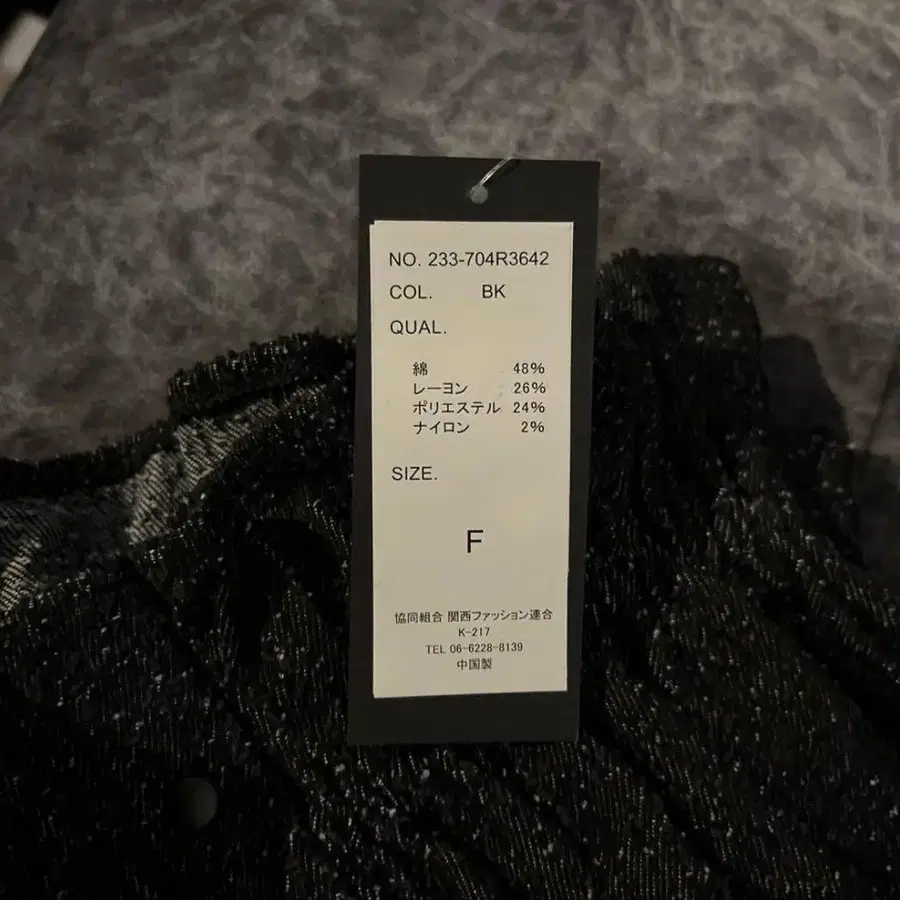 NO. 233-704R3642
COL. BK
QUAL.
綿 48%
レーヨン 26%
ポリエステル 24%
ナイロン 2%
SIZE.
F
協同組合 関西ファッション連合
K-217
TEL 06-6228-8139
中国製